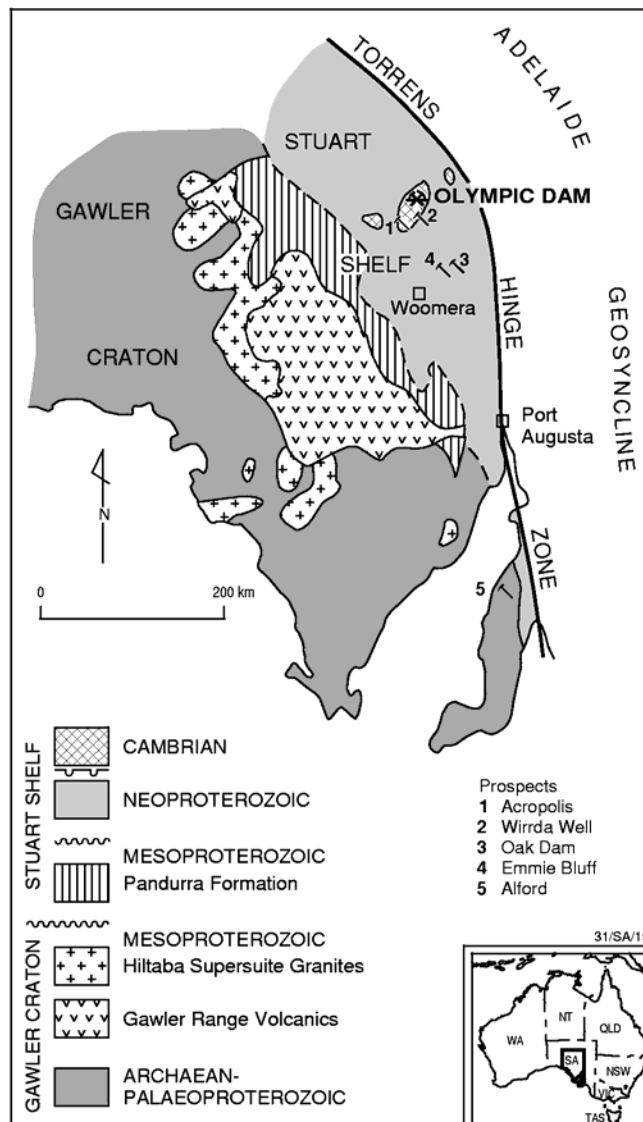 ADELAIDE
GEOSYNCLINE
TORRENS
HINGE
ZONE
STUART
SHELF
GAWLER
CRATON
OLYMPIC DAM
1
2
4
3
Woomera
Port
Augusta
N
0 200 km
5
STUART SHELF
CAMBRIAN
NEOPROTEROZOIC
MESOPROTEROZOIC
Pandurra Formation
GAWLER CRATON
MESOPROTEROZOIC
Hiltaba Supersuite Granites
Gawler Range Volcanics
ARCHAEAN-
PALAEOPROTEROZOIC
Prospects
1 Acropolis
2 Wirrda Well
3 Oak Dam
4 Emmie Bluff
5 Alford
31/SA/1
WA
NT
QLD
SA
NSW
VIC
TAS